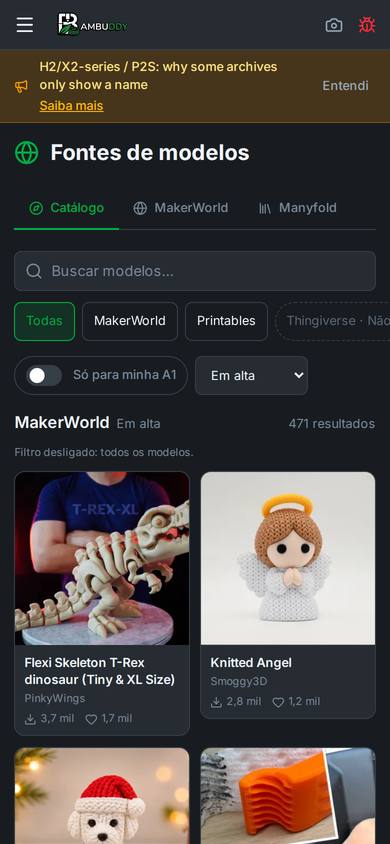 BAMBUDDY
H2/X2-series / P2S: why some archives
only show a name
Saiba mais
Entendi
Fontes de modelos
Catálogo
MakerWorld
Manyfold
Buscar modelos...
Todas
MakerWorld
Printables
Thingiverse · Não
Só para minha A1
Em alta
MakerWorld Em alta
471 resultados
Filtro desligado: todos os modelos.
T-REX-XL
Flexi Skeleton T-Rex
dinosaur (Tiny & XL Size)
PinkyWings
3,7 mil
1,7 mil
Knitted Angel
Smoggy3D
2,8 mil
1,2 mil